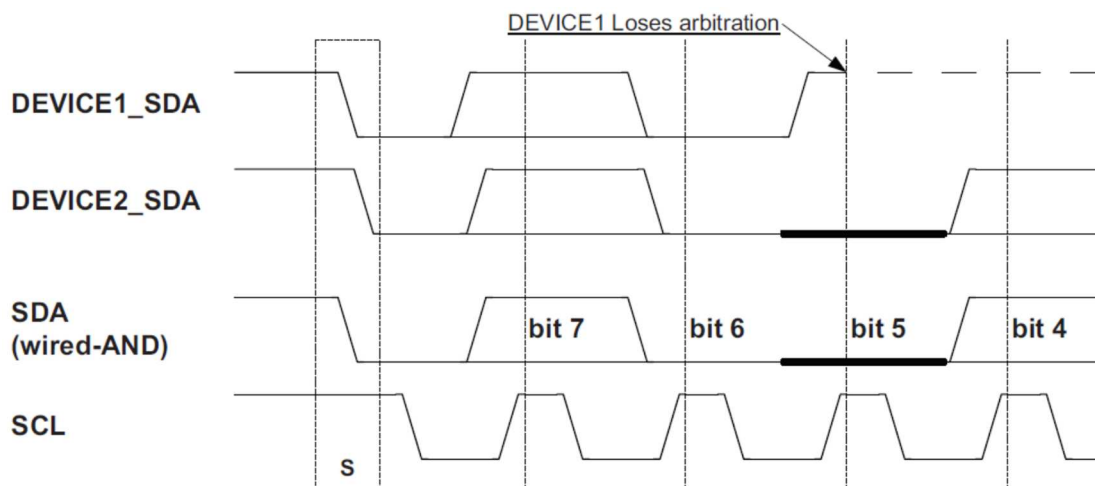 DEVICE1 Loses arbitration
DEVICE1_SDA
DEVICE2_SDA
SDA
(wired-AND)
bit 7
bit 6
bit 5
bit 4
SCL
S